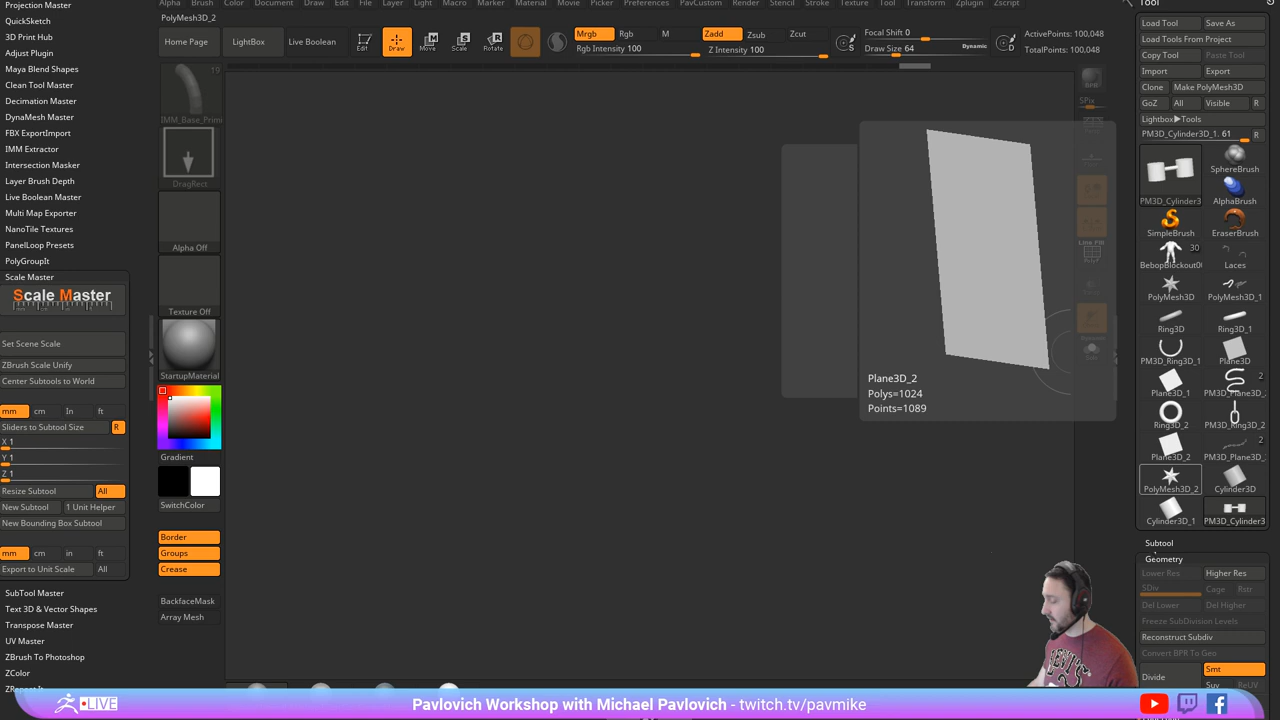 Alpha Brush Color Document Draw Edit File Layer Light Macro Marker Material Movie Picker Preferences PavCustom Render Stencil Stroke Texture Tool Transform Zplugin Zscript
Tool
PolyMesh3D_2
Projection Master
QuickSketch
3D Print Hub
Adjust Plugin
Maya Blend Shapes
Clean Tool Master
Decimation Master
DynaMesh Master
FBX ExportImport
IMM Extractor
Intersection Masker
Layer Brush Depth
Live Boolean Master
Multi Map Exporter
NanoTile Textures
PanelLoop Presets
PolyGroupIt
Scale Master
Scale Master
Set Scene Scale
ZBrush Scale Unify
Center Subtools to World
mm cm In ft
Sliders to Subtool Size R
X 1
Y 1
Z 1
Resize Subtool All
New Subtool 1 Unit Helper
New Bounding Box Subtool
mm cm in ft
Export to Unit Scale All
SubTool Master
Text 3D & Vector Shapes
Transpose Master
UV Master
ZBrush To Photoshop
ZColor
Home Page LightBox Live Boolean
Edit Draw Move Scale Rotate
Mrgb Rgb M
Rgb Intensity 100
Zadd Zsub Zcut
Z Intensity 100
Focal Shift 0
Draw Size 64 Dynamic
S
D
ActivePoints: 100,048
TotalPoints: 100,048
19
IMM_Base_Primi
DragRect
Alpha Off
Texture Off
StartupMaterial
Gradient
SwitchColor
Border
Groups
Crease
BackfaceMask
Array Mesh
BPR
SPix
Line Fill
PolyF
Plane3D_2
Polys=1024
Points=1089
Load Tool Save As
Load Tools From Project
Copy Tool Paste Tool
Import Export
Clone Make PolyMesh3D
GoZ All Visible R
Lightbox▶Tools
PM3D_Cylinder3D_1. 61 R
PM3D_Cylinder3 SphereBrush
AlphaBrush
SimpleBrush EraserBrush
30
BebopBlockout0 Laces
PolyMesh3D PolyMesh3D_1
Ring3D Ring3D_1
PM3D_Ring3D_1 Plane3D
2
Plane3D_1 PM3D_Plane3D_
Ring3D_2 PM3D_Ring3D_2
2
Plane3D_2 PM3D_Plane3D_
PolyMesh3D_2 Cylinder3D
Cylinder3D_1 PM3D_Cylinder3
Subtool
Geometry
Lower Res Higher Res
SDiv Cage Rstr
Del Lower Del Higher
Freeze SubDivision Levels
Reconstruct Subdiv
Convert BPR To Geo
Divide Smt
Suv ReUV
LIVE
Pavlovich Workshop with Michael Pavlovich - twitch.tv/pavmike